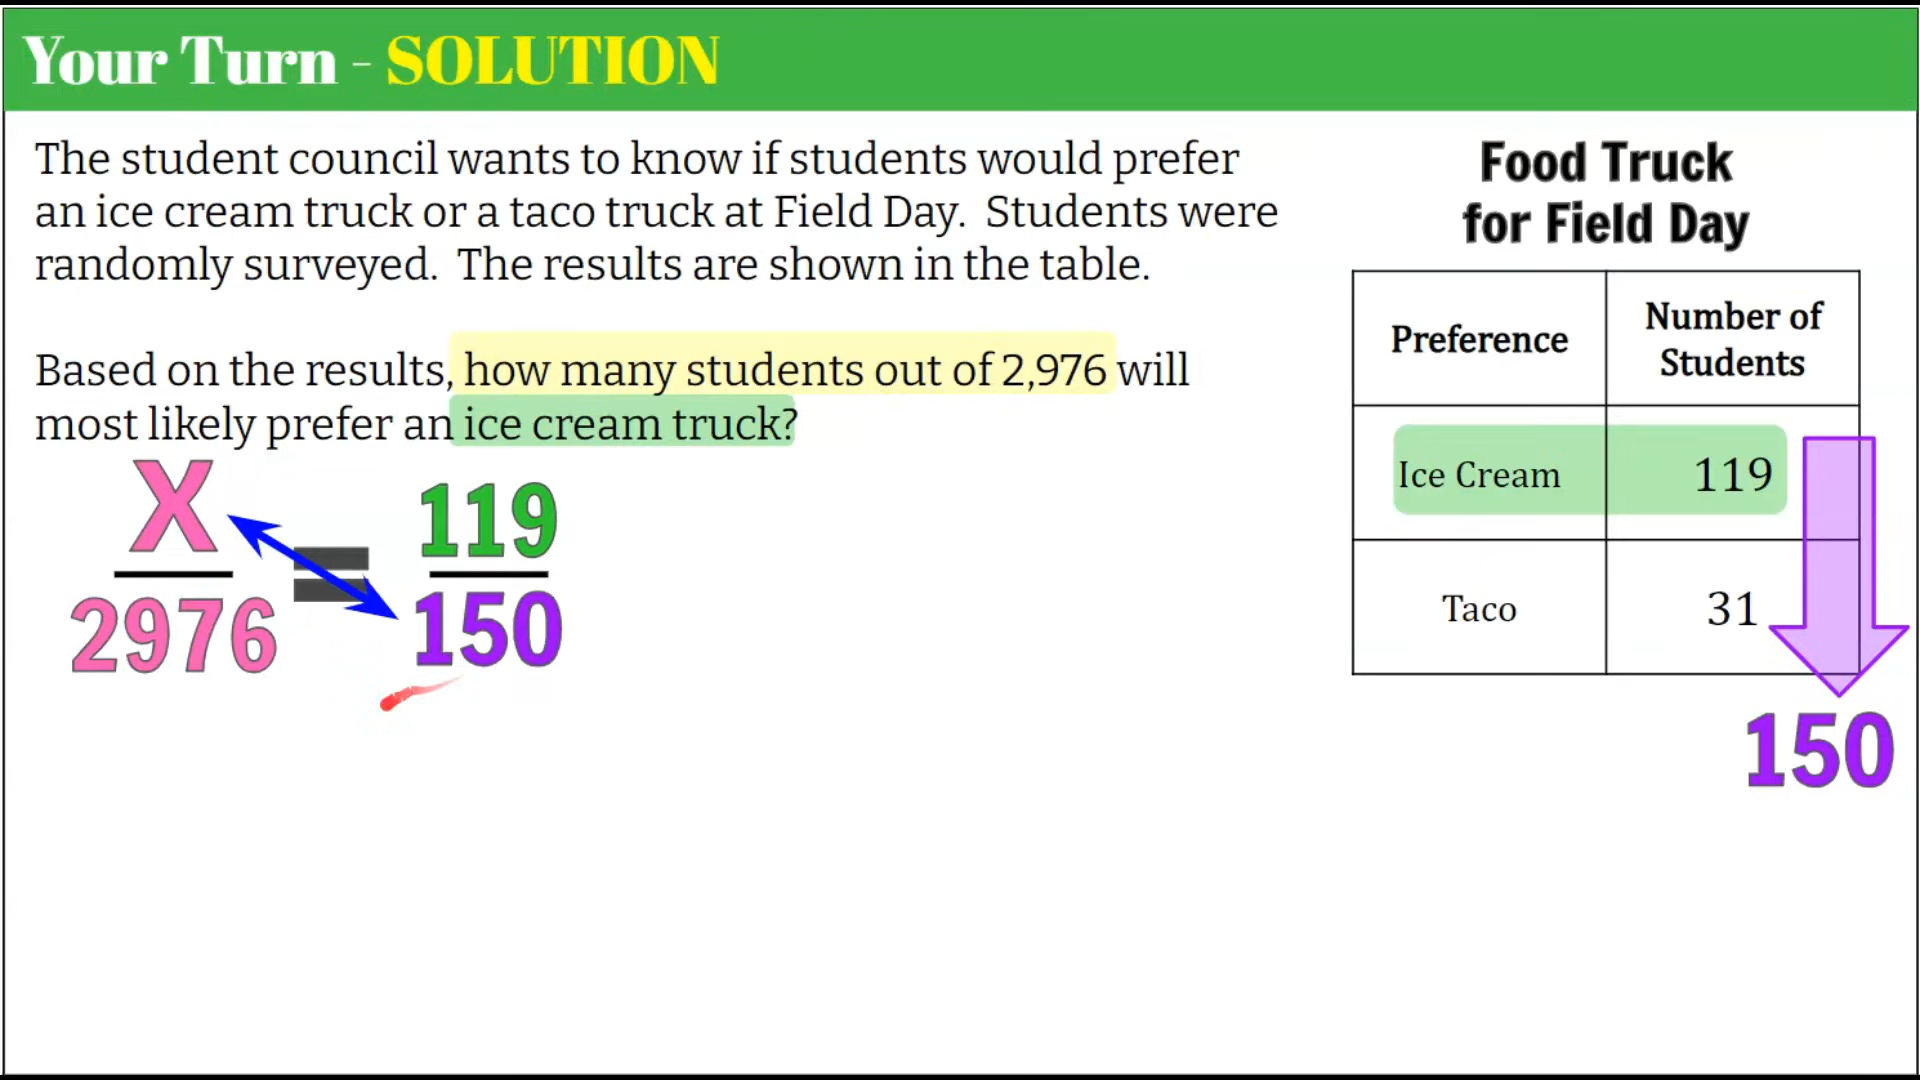 Your Turn - SOLUTION
The student council wants to know if students would prefer
an ice cream truck or a taco truck at Field Day.  Students were
randomly surveyed.  The results are shown in the table.
Based on the results, how many students out of 2,976 will
most likely prefer an ice cream truck?
X
2976
=
119
150
Food Truck
for Field Day
Preference
Number of
Students
Ice Cream
119
Taco
31
150